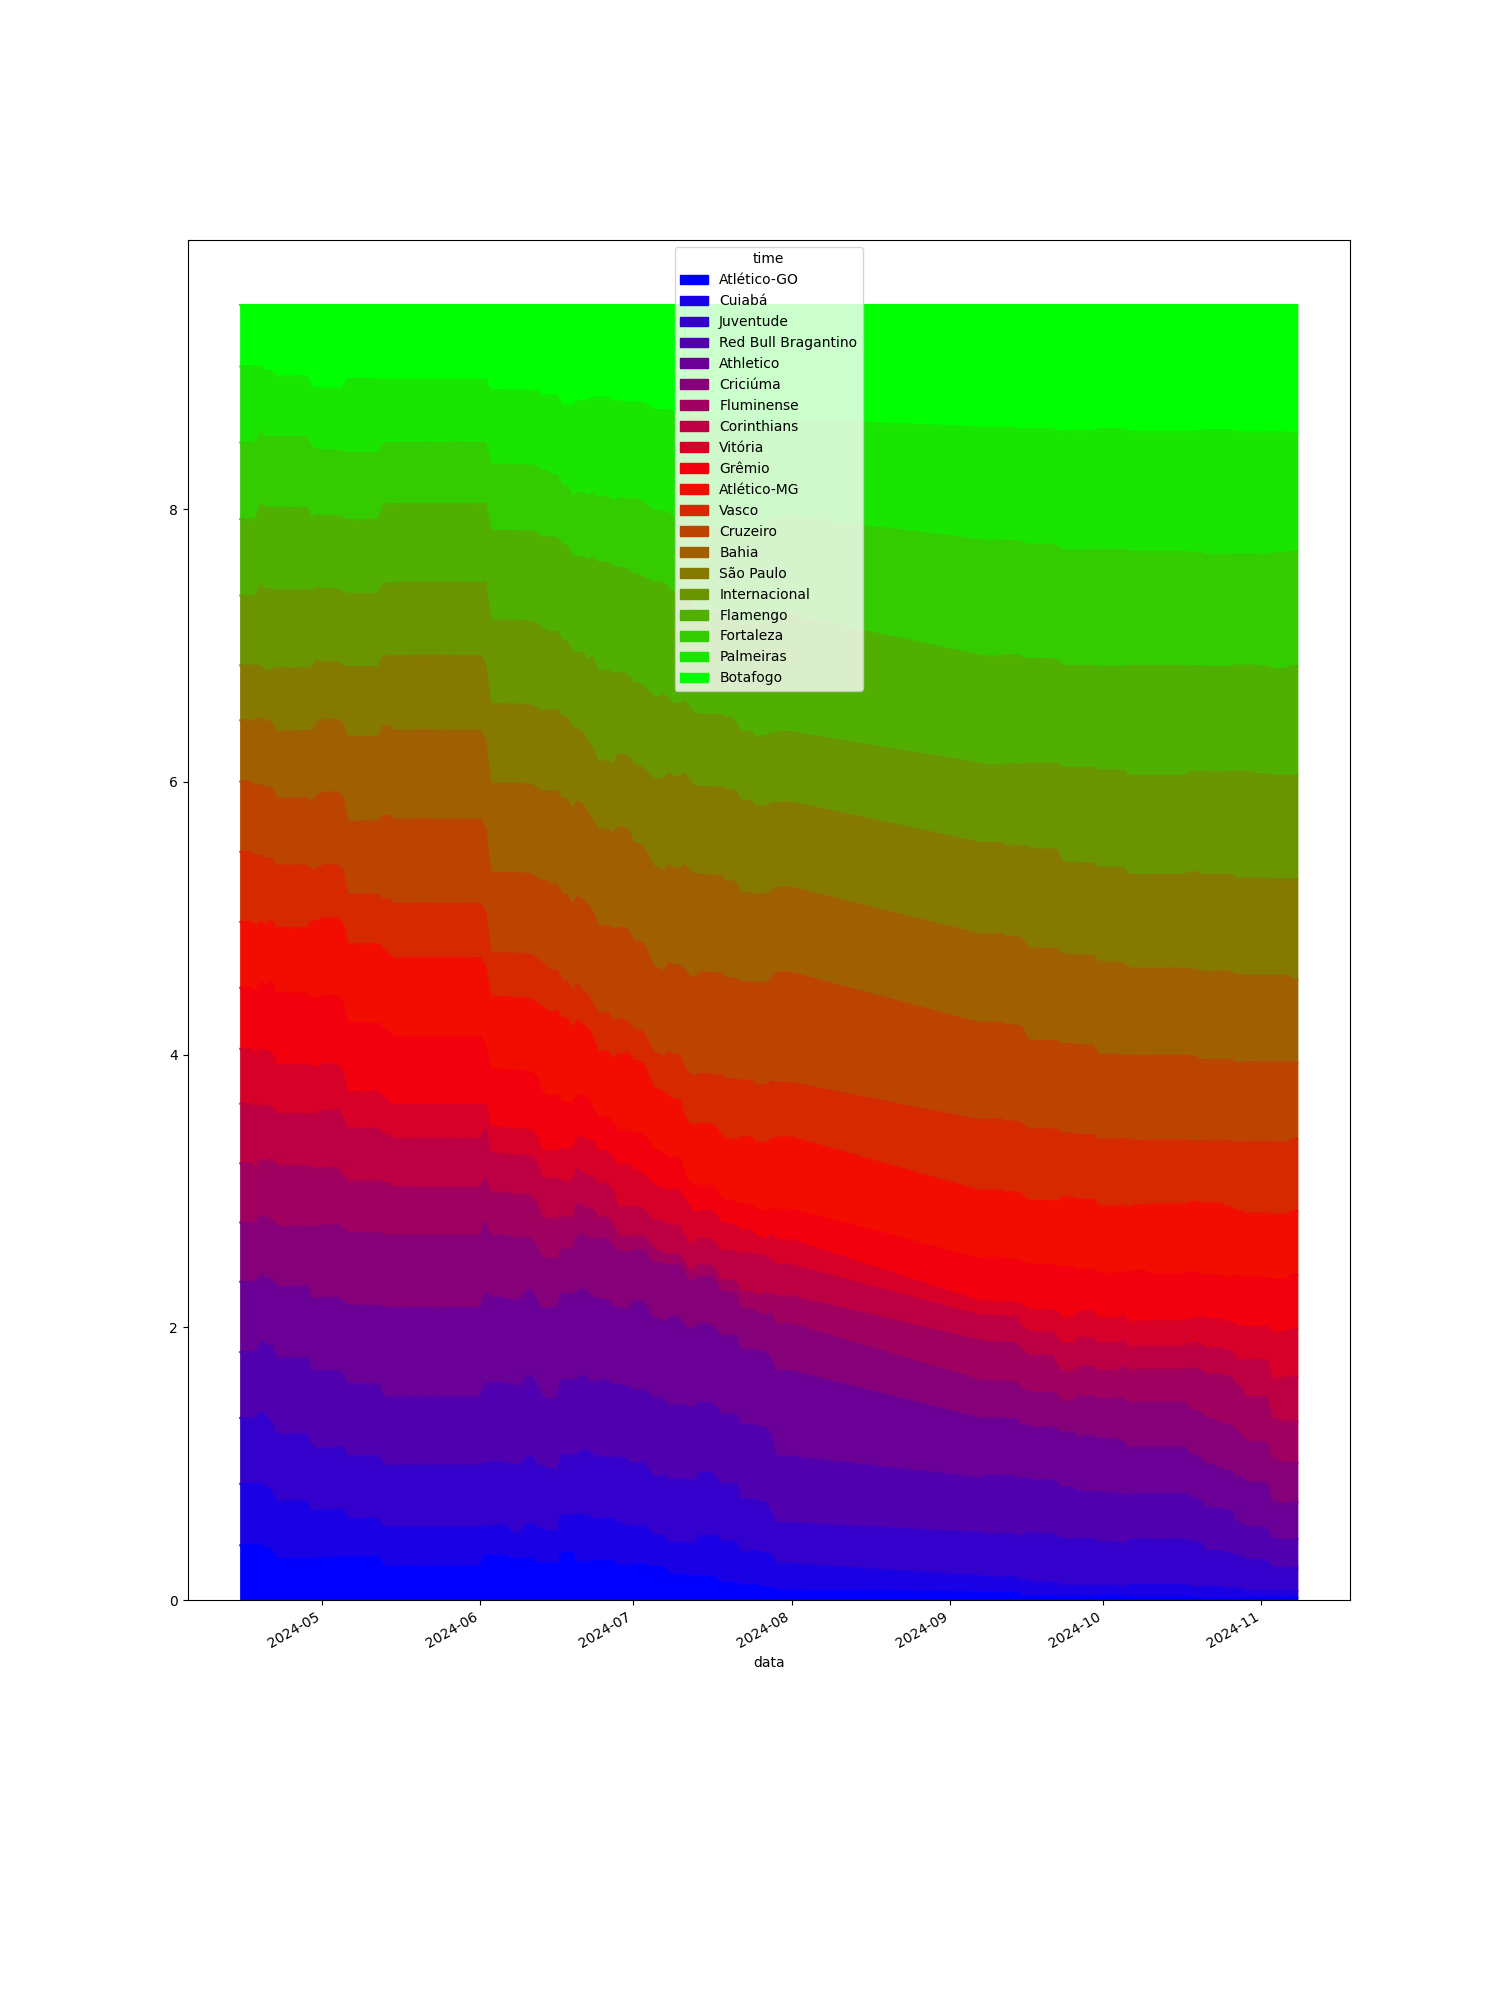 time
Atlético-GO
Cuiabá
Juventude
Red Bull Bragantino
Athletico
Criciúma
Fluminense
Corinthians
Vitória
Grêmio
Atlético-MG
Vasco
Cruzeiro
Bahia
São Paulo
Internacional
Flamengo
Fortaleza
Palmeiras
Botafogo
8
6
4
2
0
2024-05
2024-06
2024-07
2024-08
2024-09
2024-10
2024-11
data